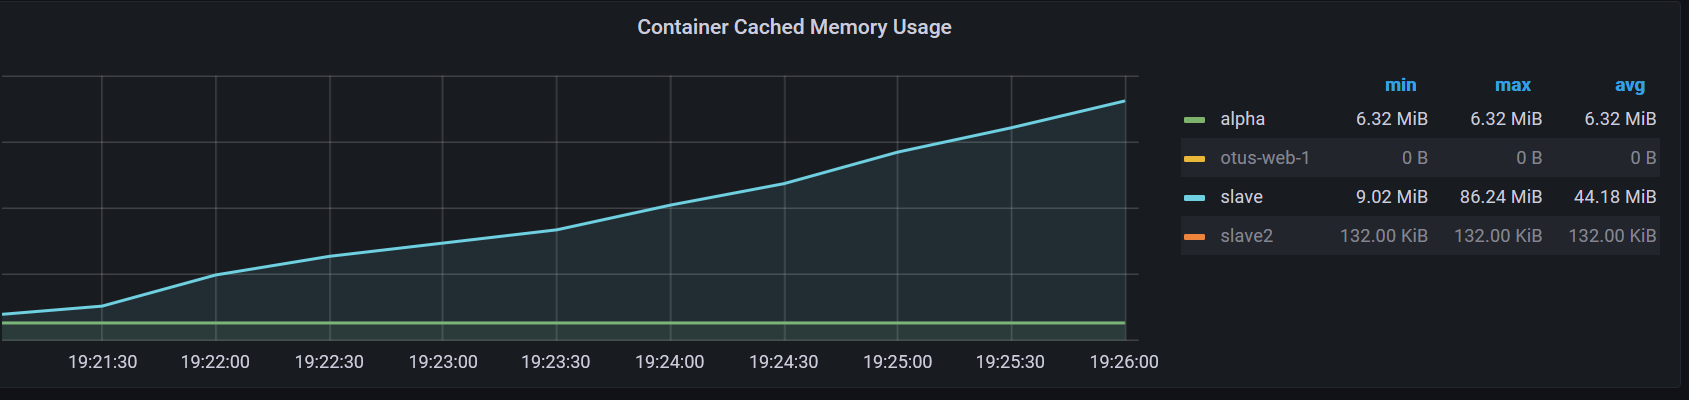 Container Cached Memory Usage
min max avg
alpha 6.32 MiB 6.32 MiB 6.32 MiB
otus-web-1 0 B 0 B 0 B
slave 9.02 MiB 86.24 MiB 44.18 MiB
slave2 132.00 KiB 132.00 KiB 132.00 KiB
19:21:30 19:22:00 19:22:30 19:23:00 19:23:30 19:24:00 19:24:30 19:25:00 19:25:30 19:26:00